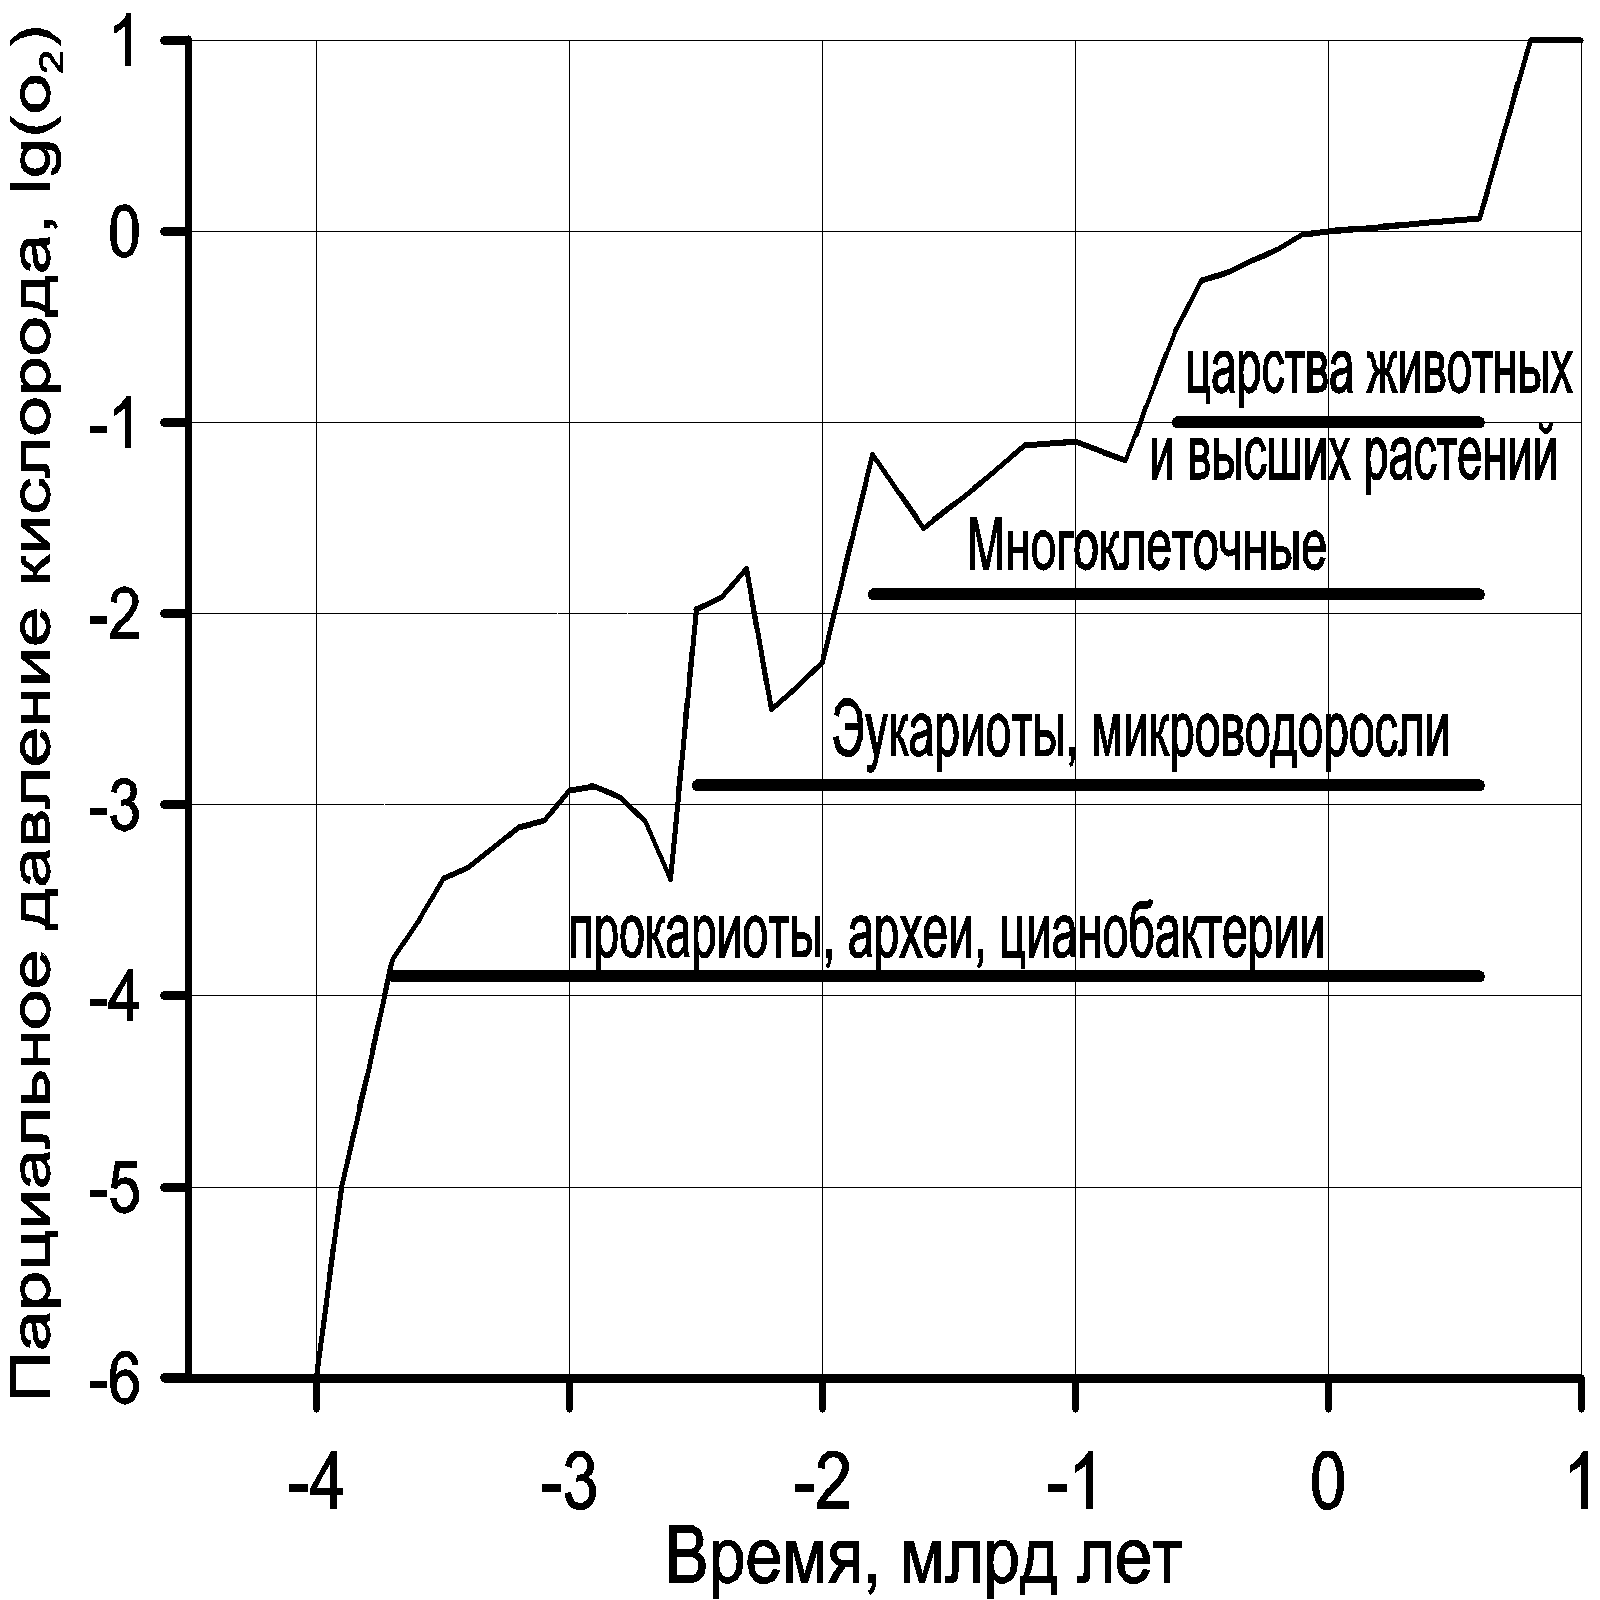 Парциальное давление кислорода, lg(o₂)
1
0
-1
-2
-3
-4
-5
-6
царства животных
и высших растений
Многоклеточные
Эукариоты, микроводоросли
прокариоты, археи, цианобактерии
-4 -3 -2 -1 0 1
Время, млрд лет